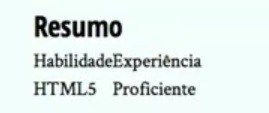 Resumo
HabilidadeExperiência
HTML5 Proficiente